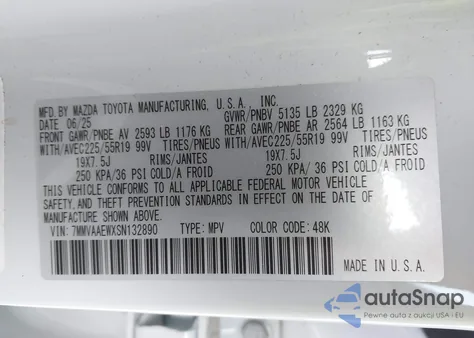 MFD. BY MAZDA TOYOTA MANUFACTURING, U.S.A., INC.
DATE 06/25 GVWR/PNBV 5135 LB 2329 KG
FRONT GAWR/PNBE AV 2593 LB 1176 KG REAR GAWR/PNBE AR 2564 LB 1163 KG
WITH/AVEC225/55R19 99V TIRES/PNEUS WITH/AVEC225/55R19 99V TIRES/PNEUS
19X7.5J RIMS/JANTES 19X7.5J RIMS/JANTES
250 KPA/ 36 PSI COLD/A FROID 250 KPA/ 36 PSI COLD/A FROID
THIS VEHICLE CONFORMS TO ALL APPLICABLE FEDERAL MOTOR VEHICLE
SAFETY, AND THEFT PREVENTION STANDARDS IN EFFECT ON THE DATE
OF MANUFACTURE SHOWN ABOVE.
VIN: 7MMVAAEWXSN132890 TYPE: MPV COLOR CODE: 48K
MADE IN U.S.A.
autoSnap
Pewne auta z aukcji USA i EU